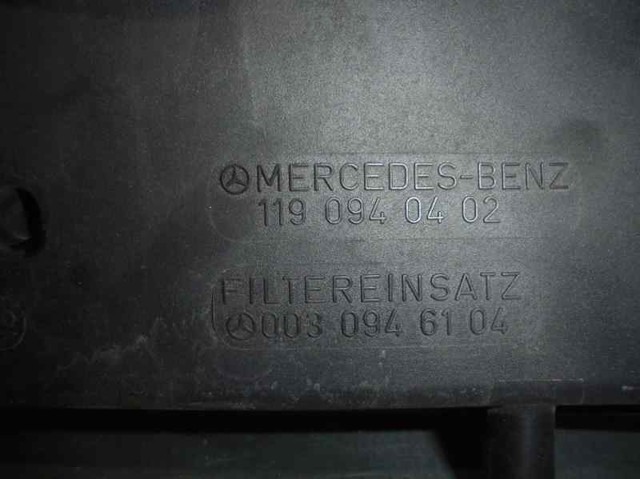 MERCEDES-BENZ
119 094 04 02
FILTEREINSATZ
003 094 61 04